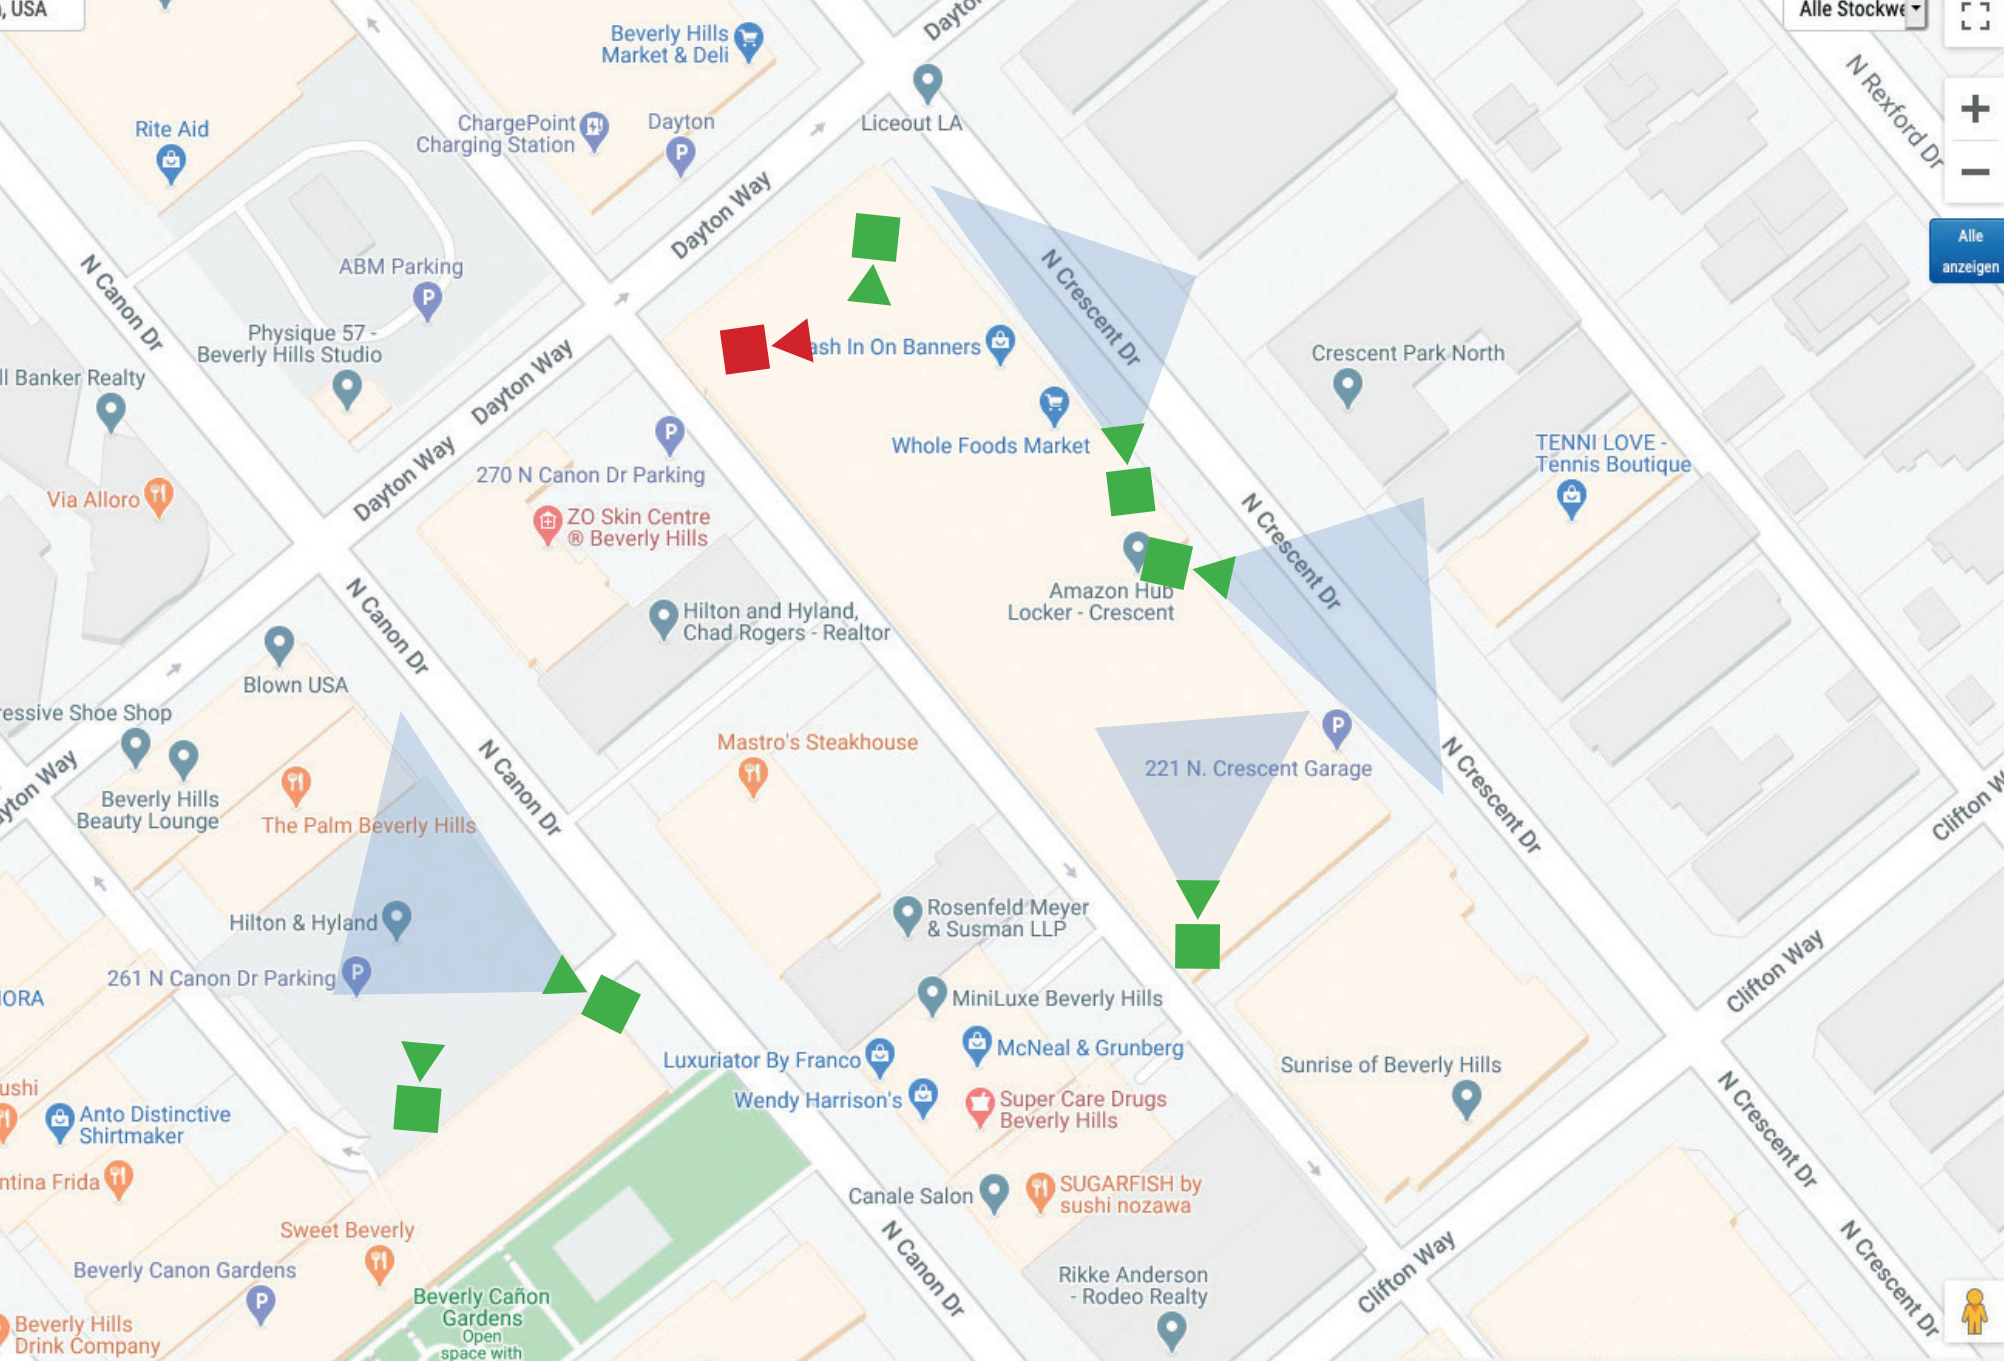 , USA
Alle Stockwe
Alle
anzeigen
Beverly Hills
Market & Deli
Rite Aid
ChargePoint
Charging Station
Dayton
Liceout LA
N Rexford Dr
Dayton Way
N Canon Dr
ABM Parking
Physique 57 -
Beverly Hills Studio
ll Banker Realty
N Crescent Dr
ash In On Banners
Crescent Park North
Dayton Way
Dayton Way
Whole Foods Market
TENNI LOVE -
Tennis Boutique
270 N Canon Dr Parking
Via Alloro
ZO Skin Centre
® Beverly Hills
N Crescent Dr
Amazon Hub
Locker - Crescent
N Canon Dr
Hilton and Hyland,
Chad Rogers - Realtor
Blown USA
ressive Shoe Shop
Mastro's Steakhouse
221 N. Crescent Garage
N Canon Dr
N Crescent Dr
yton Way
Beverly Hills
Beauty Lounge
The Palm Beverly Hills
Clifton W
Hilton & Hyland
Rosenfeld Meyer
& Susman LLP
261 N Canon Dr Parking
Clifton Way
MiniLuxe Beverly Hills
Luxuriator By Franco
McNeal & Grunberg
Sunrise of Beverly Hills
Wendy Harrison's
Super Care Drugs
Beverly Hills
ushi
Anto Distinctive
Shirtmaker
N Crescent Dr
ntina Frida
Canale Salon
SUGARFISH by
sushi nozawa
Sweet Beverly
Beverly Canon Gardens
N Canon Dr
Rikke Anderson
- Rodeo Realty
Clifton Way
N Crescent Dr
Beverly Cañon
Gardens
Open
space with
Beverly Hills
Drink Company